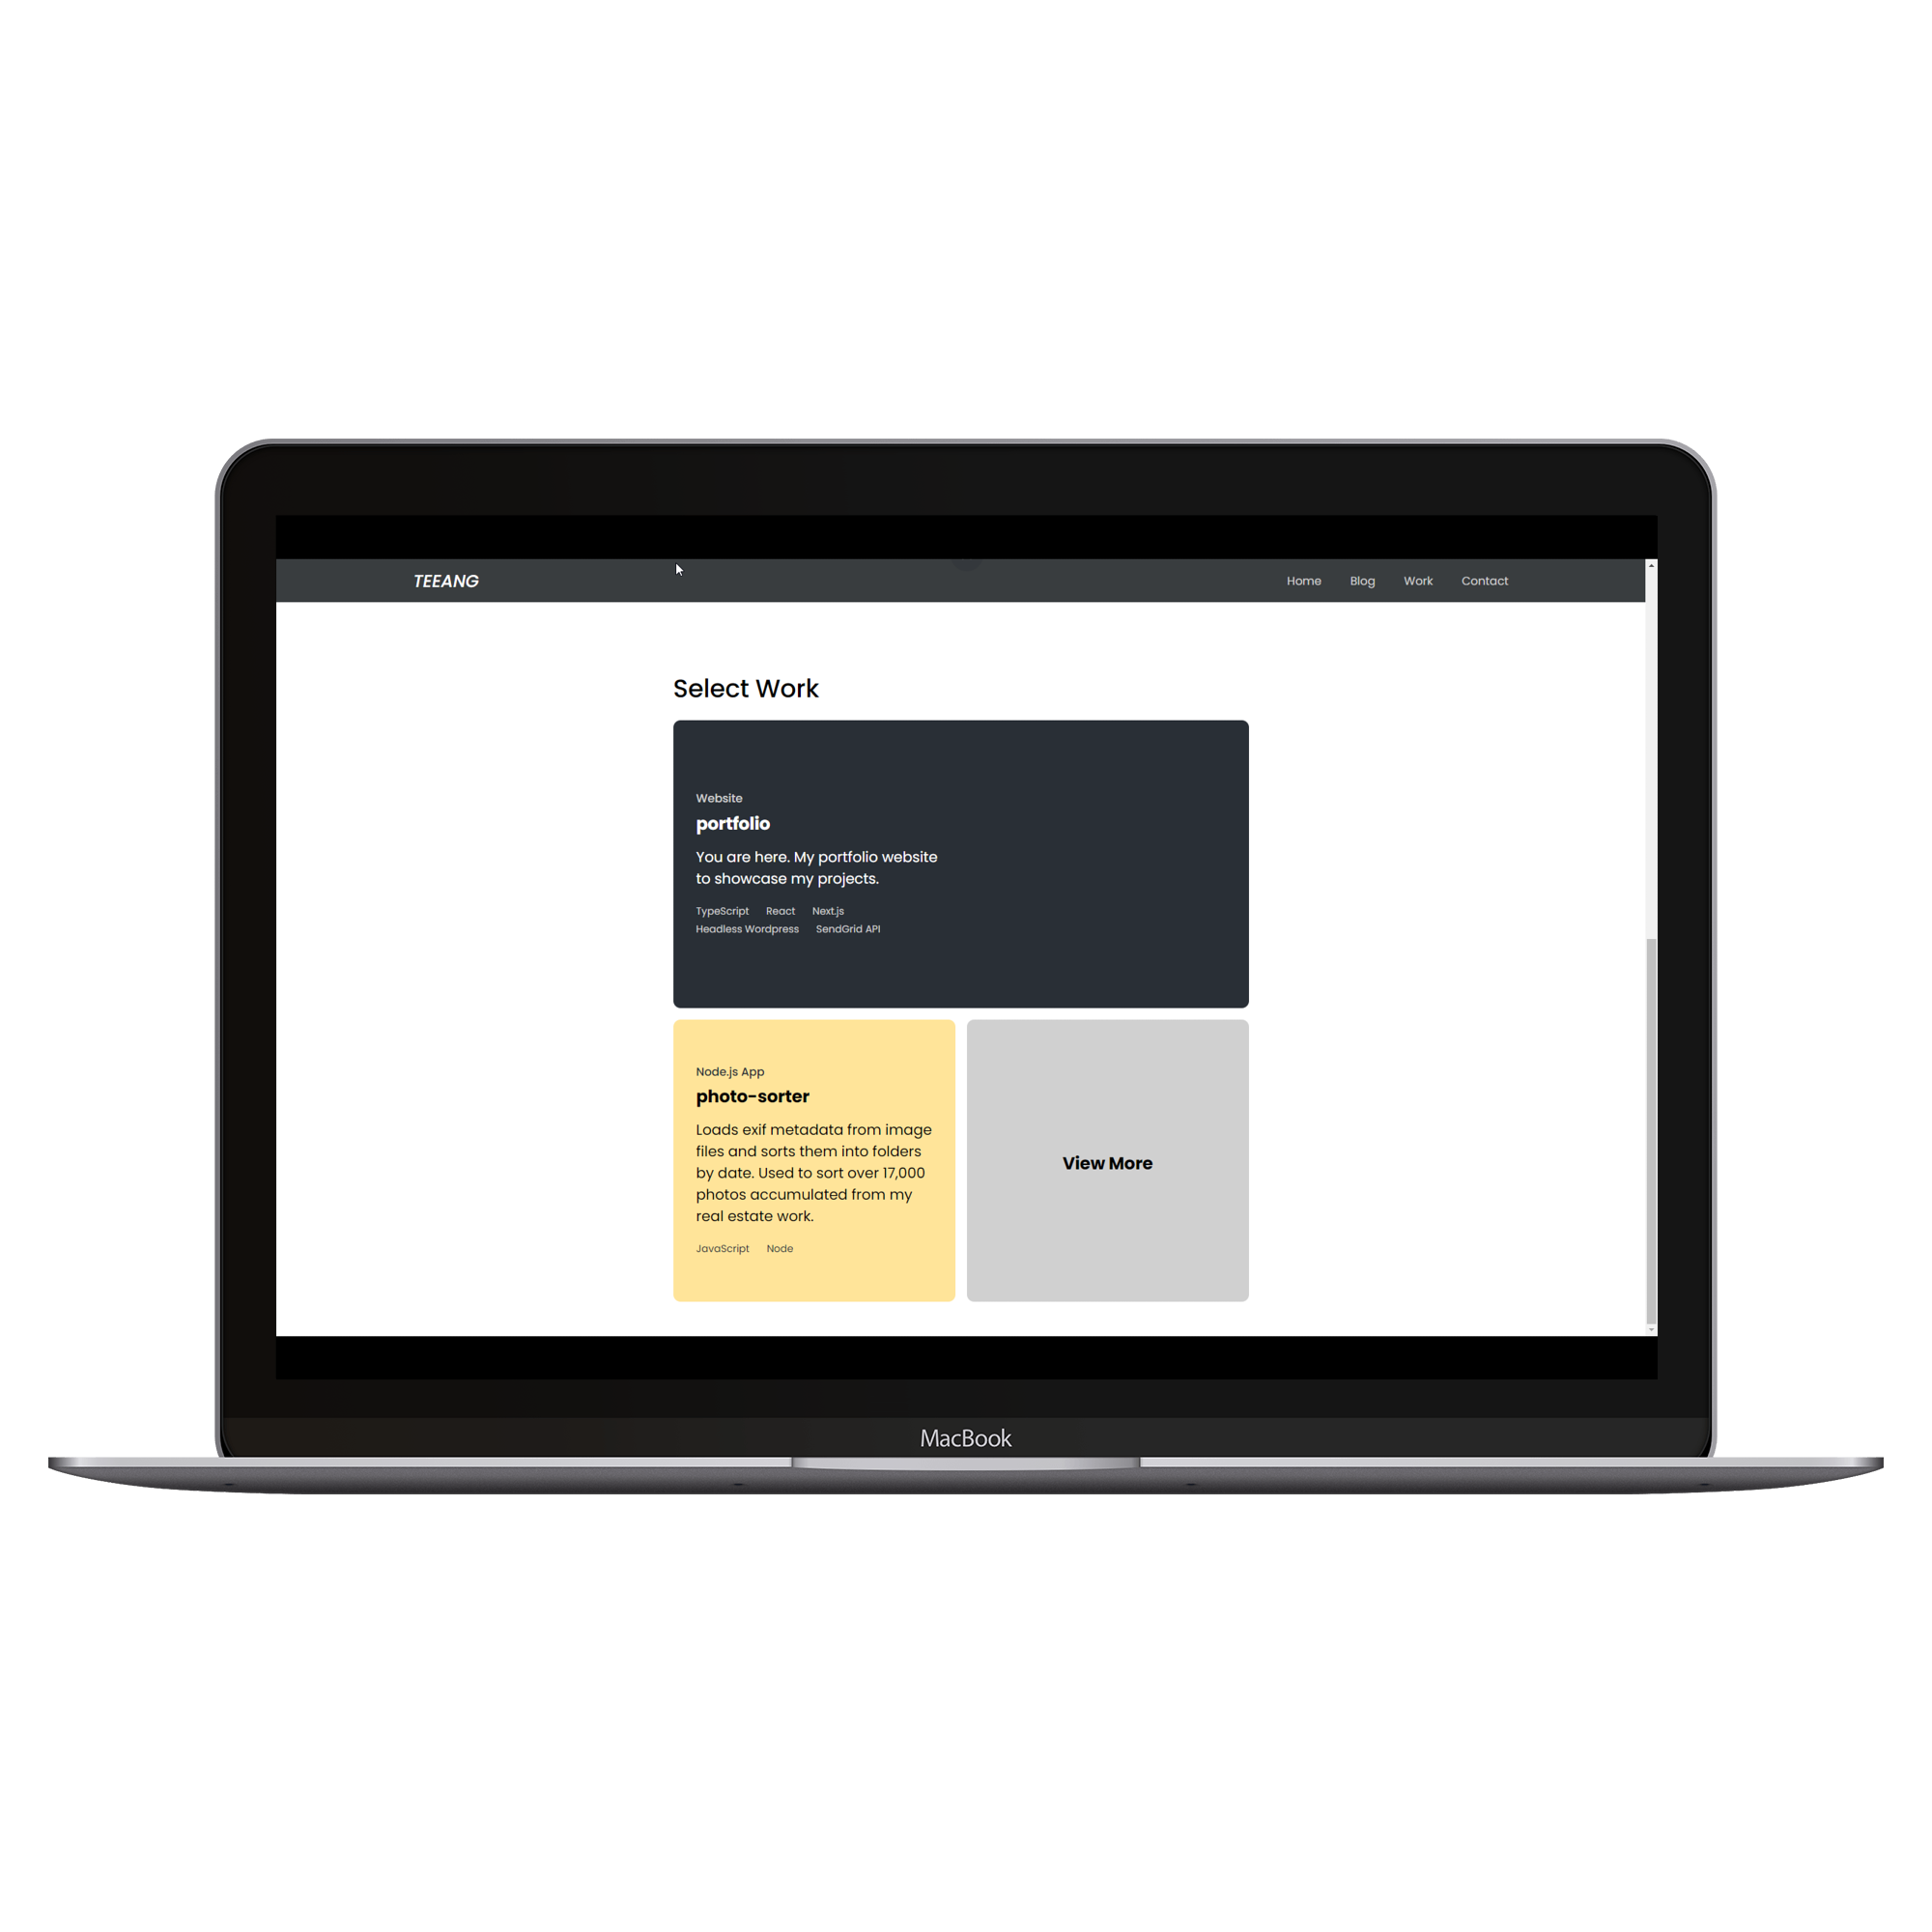 TEEANG
Home Blog Work Contact
Select Work
Website
portfolio
You are here. My portfolio website
to showcase my projects.
TypeScript React Next.js
Headless Wordpress SendGrid API
Node.js App
photo-sorter
Loads exif metadata from image
files and sorts them into folders
by date. Used to sort over 17,000
photos accumulated from my
real estate work.
JavaScript Node
View More
MacBook